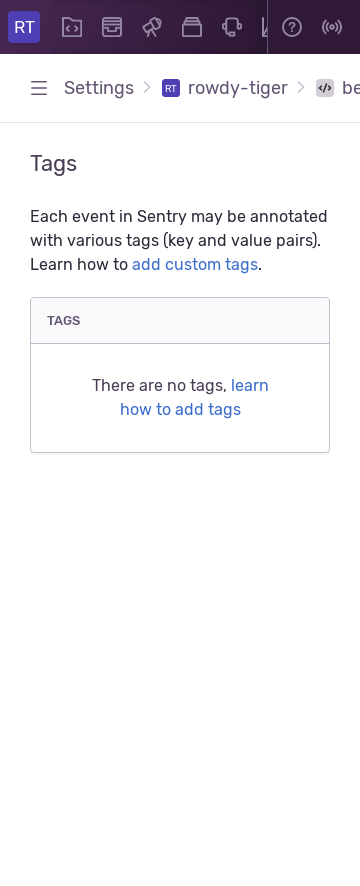 RT
Settings
RT
rowdy-tiger
be
Tags
Each event in Sentry may be annotated
with various tags (key and value pairs).
Learn how to add custom tags.
TAGS
There are no tags, learn
how to add tags